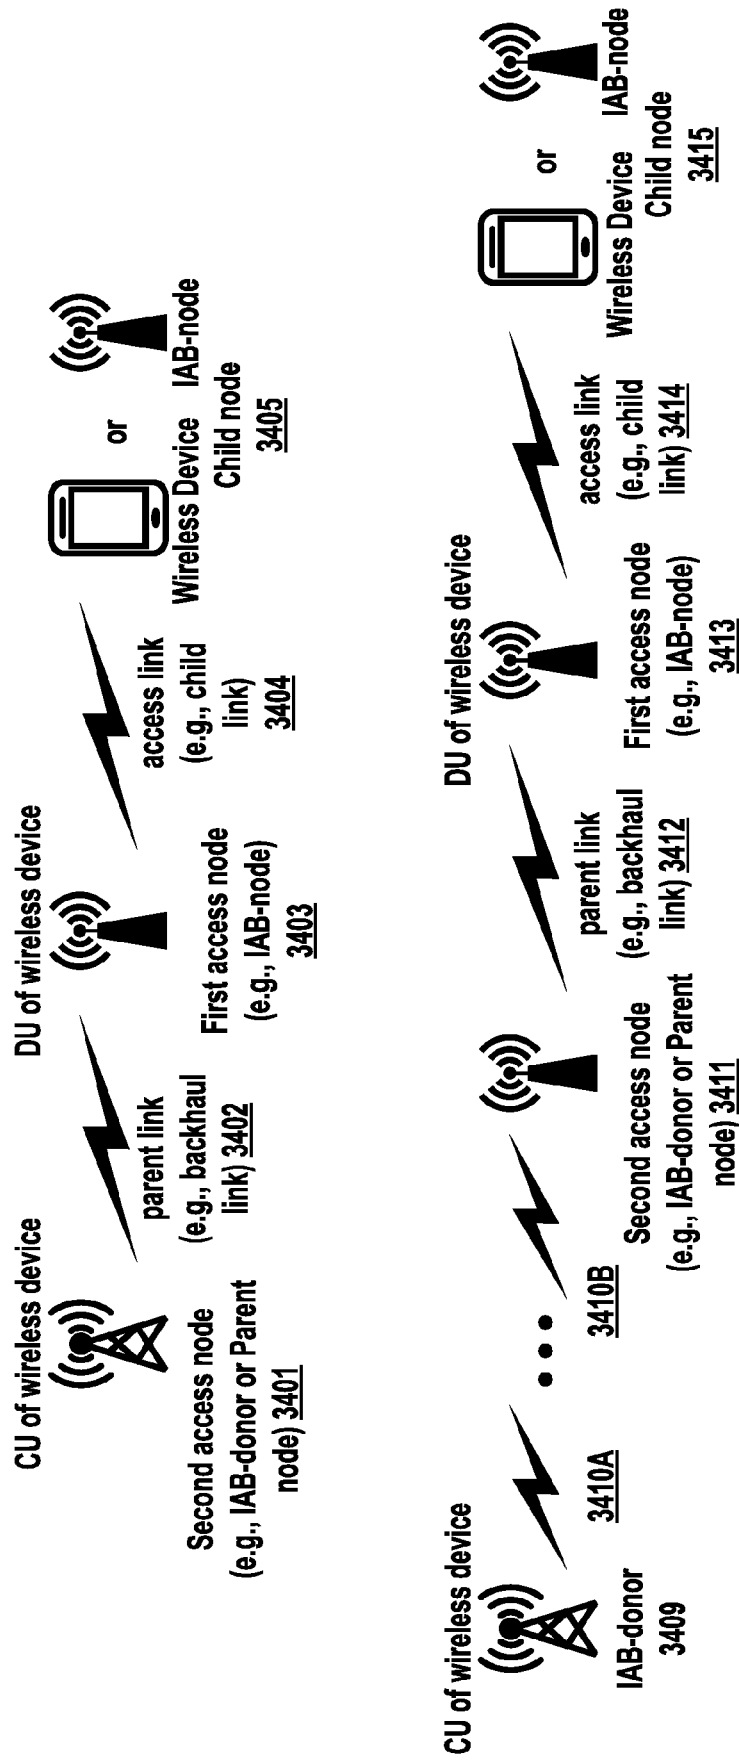 CU of wireless device
Second access node
(e.g., IAB-donor or Parent
node) 3401
parent link
(e.g., backhaul
link) 3402
DU of wireless device
First access node
(e.g., IAB-node)
3403
access link
(e.g., child
link)
3404
or
Wireless Device IAB-node
Child node
3405
CU of wireless device
IAB-donor
3409
3410A
3410B
Second access node
(e.g., IAB-donor or Parent
node) 3411
parent link
(e.g., backhaul
link) 3412
DU of wireless device
First access node
(e.g., IAB-node)
3413
access link
(e.g., child
link) 3414
or
Wireless Device IAB-node
Child node
3415